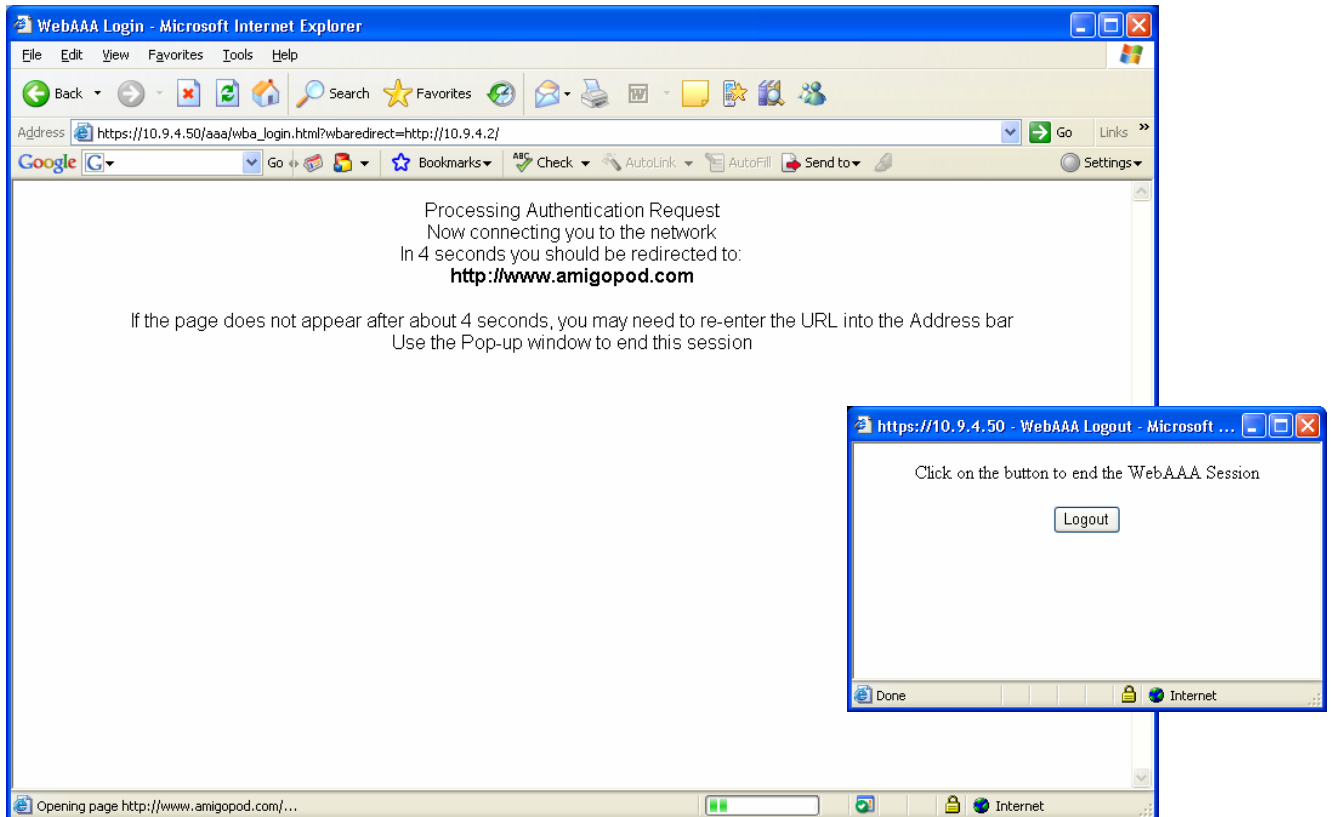 WebAAA Login - Microsoft Internet Explorer
File Edit View Favorites Tools Help
Back Search Favorites
Address https://10.9.4.50/aaa/wba_login.html?wbaredirect=http://10.9.4.2/ Go Links »
Google G Go Bookmarks ABC Check AutoLink AutoFill Send to Settings
Processing Authentication Request
Now connecting you to the network
In 4 seconds you should be redirected to:
http://www.amigopod.com
If the page does not appear after about 4 seconds, you may need to re-enter the URL into the Address bar
Use the Pop-up window to end this session
https://10.9.4.50 - WebAAA Logout - Microsoft ...
Click on the button to end the WebAAA Session
Logout
Done Internet
Opening page http://www.amigopod.com/... Internet